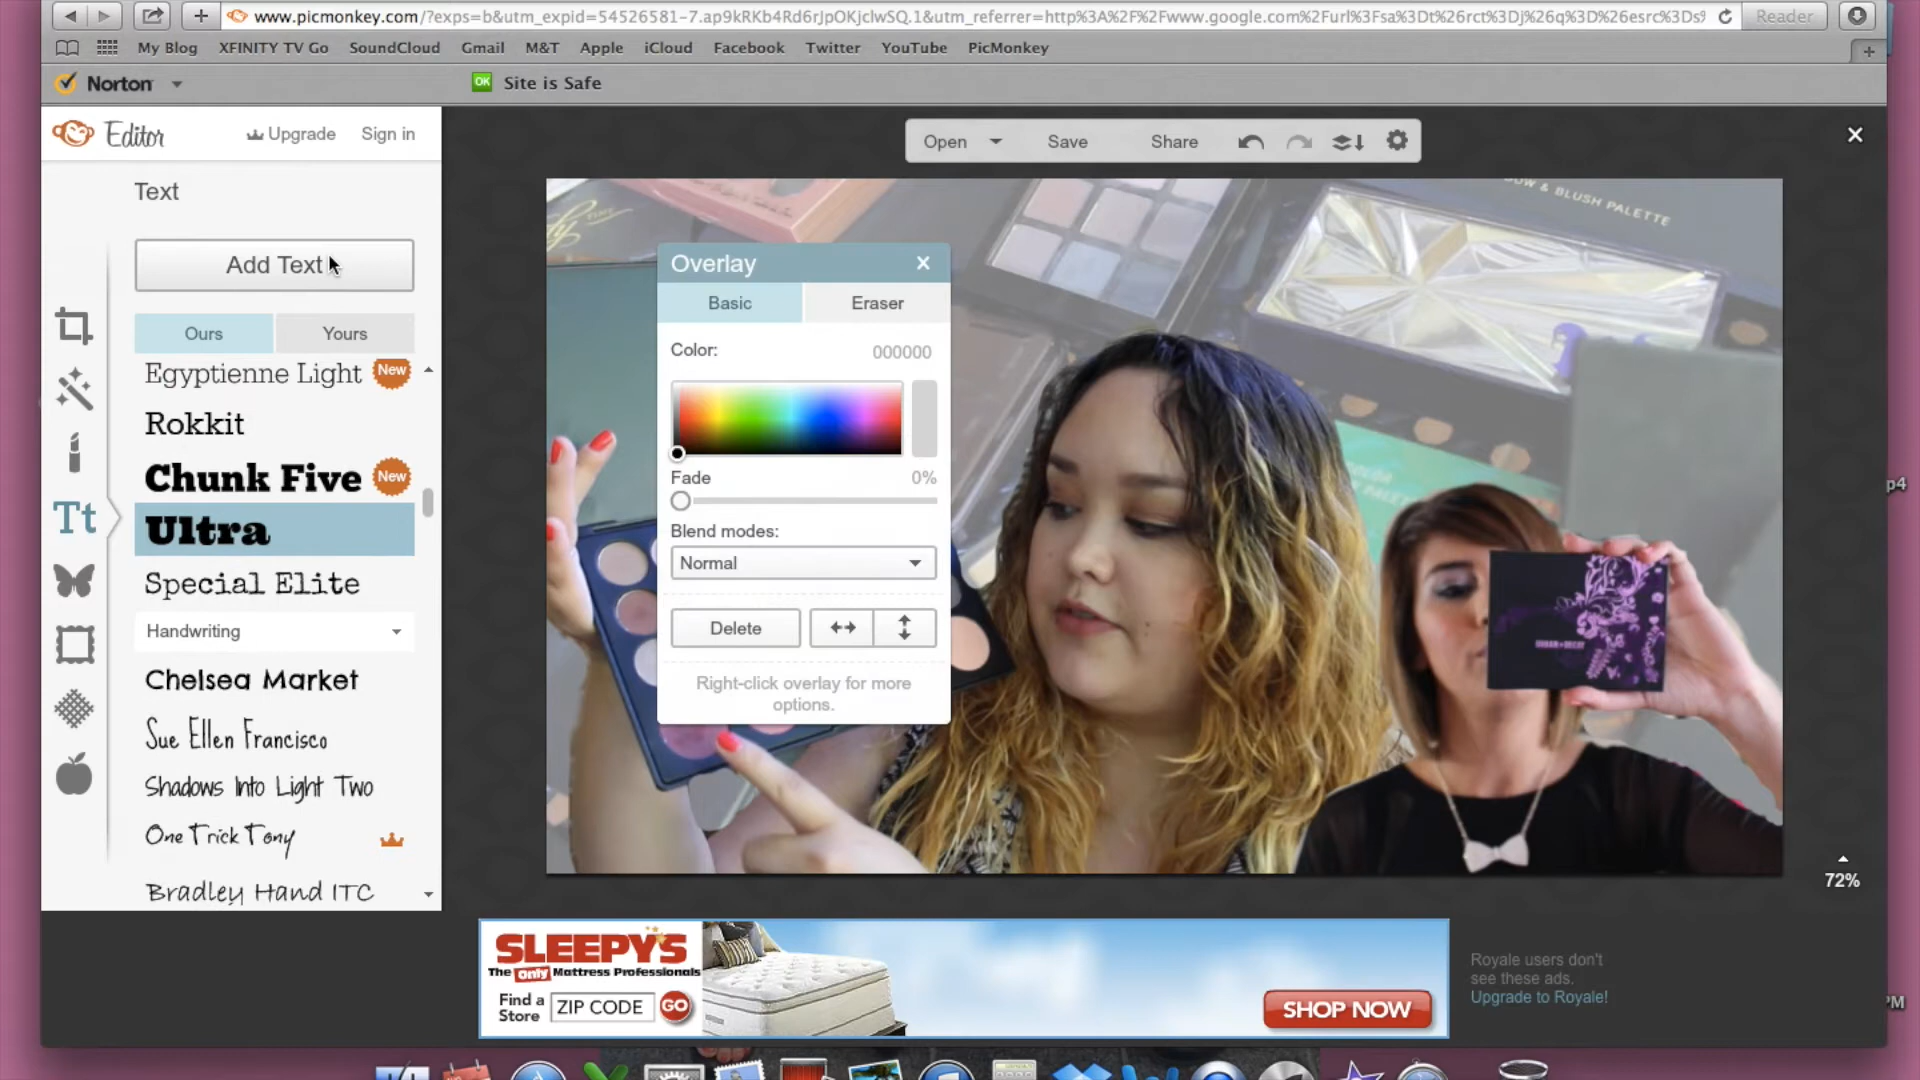 www.picmonkey.com/?exps=b&utm_expid=54526581-7.ap9kRKb4Rd6rJpOKjclwSQ.1&utm_referrer=http%3A%2F%2Fwww.google.com%2Furl%3Fsa%3Dt%26rct%3Dj%26q%3D%26esrc%3Ds%
Reader
My Blog XFINITY TV Go SoundCloud Gmail M&T Apple iCloud Facebook Twitter YouTube PicMonkey
Norton
OK Site is Safe
Editor Upgrade Sign in
Open Save Share
Text
Add Text
Ours Yours
Egyptienne Light New
Rokkit
Chunk Five New
Ultra
Special Elite
Handwriting
Chelsea Market
Sue Ellen Francisco
Shadows Into Light Two
One Trick Tony
Bradley Hand ITC
Tt
Overlay
Basic Eraser
Color: 000000
Fade 0%
Blend modes:
Normal
Delete
Right-click overlay for more
options.
& BLUSH PALETTE
URBAN DECAY
p4
72%
SLEEPY'S
The only Mattress Professionals
Find a
Store
ZIP CODE GO
SHOP NOW
Royale users don't
see these ads.
Upgrade to Royale!
PM